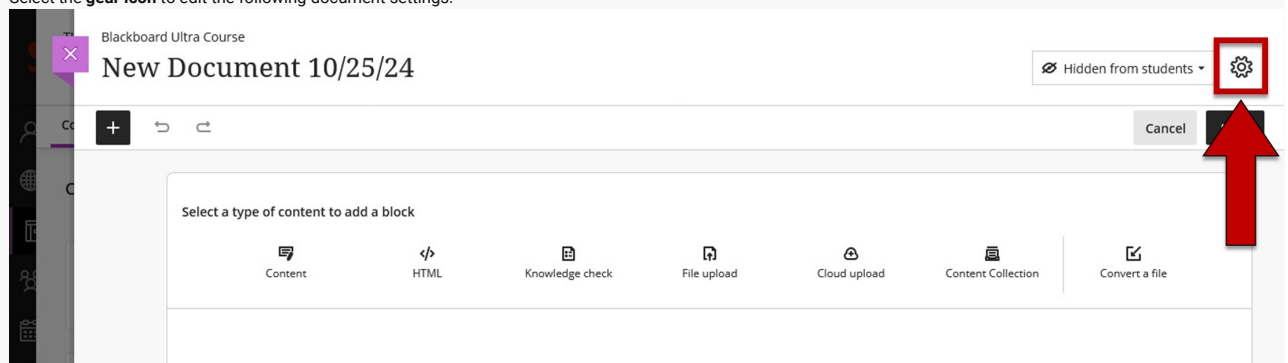 Select the gear icon to edit the following document settings.
Blackboard Ultra Course
New Document 10/25/24
Hidden from students
Cancel
Select a type of content to add a block
Content
HTML
Knowledge check
File upload
Cloud upload
Content Collection
Convert a file